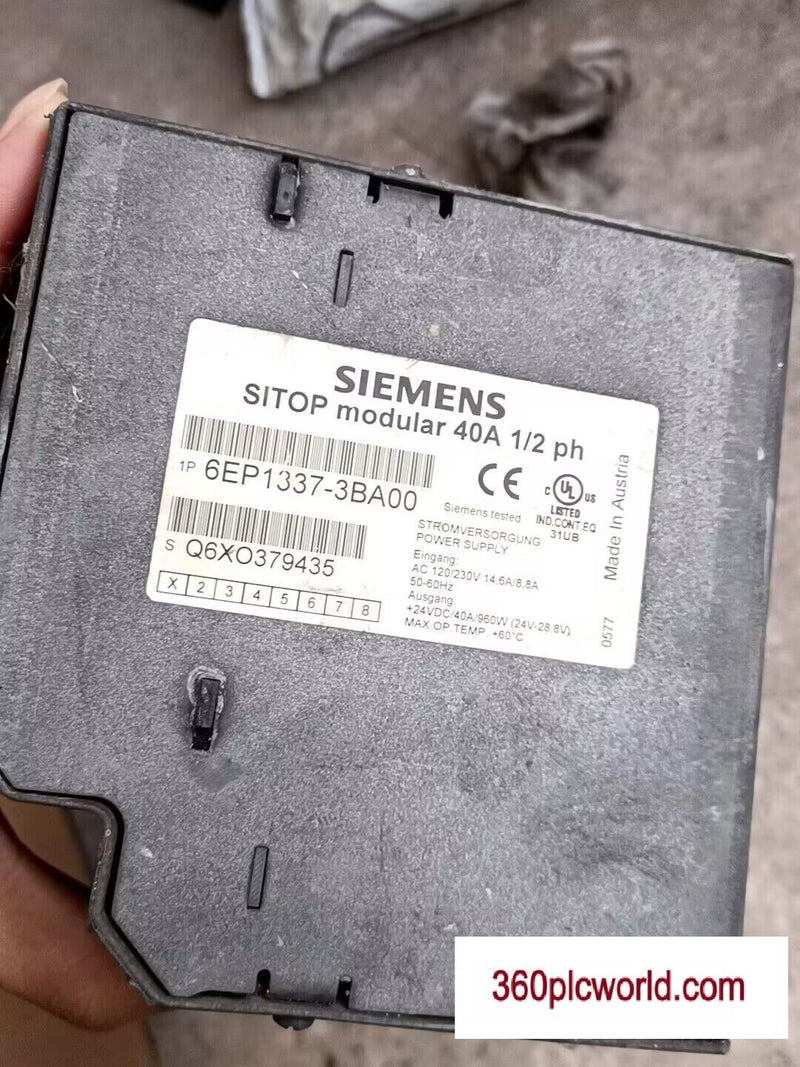 SIEMENS
SITOP modular 40A 1/2 ph
1P 6EP1337-3BA00
S Q6XO379435
X 2 3 4 5 6 7 8
CE
Siemens tested
C UL US
LISTED
IND.CONT.EQ
31UB
STROMVERSORGUNG
POWER SUPPLY
Eingang:
AC 120/230V 14,6A/8,8A
50-60Hz
Ausgang:
+24VDC/40A/960W (24V-28.8V)
MAX.OP.TEMP. +60°C
0577
Made In Austria
360plcworld.com